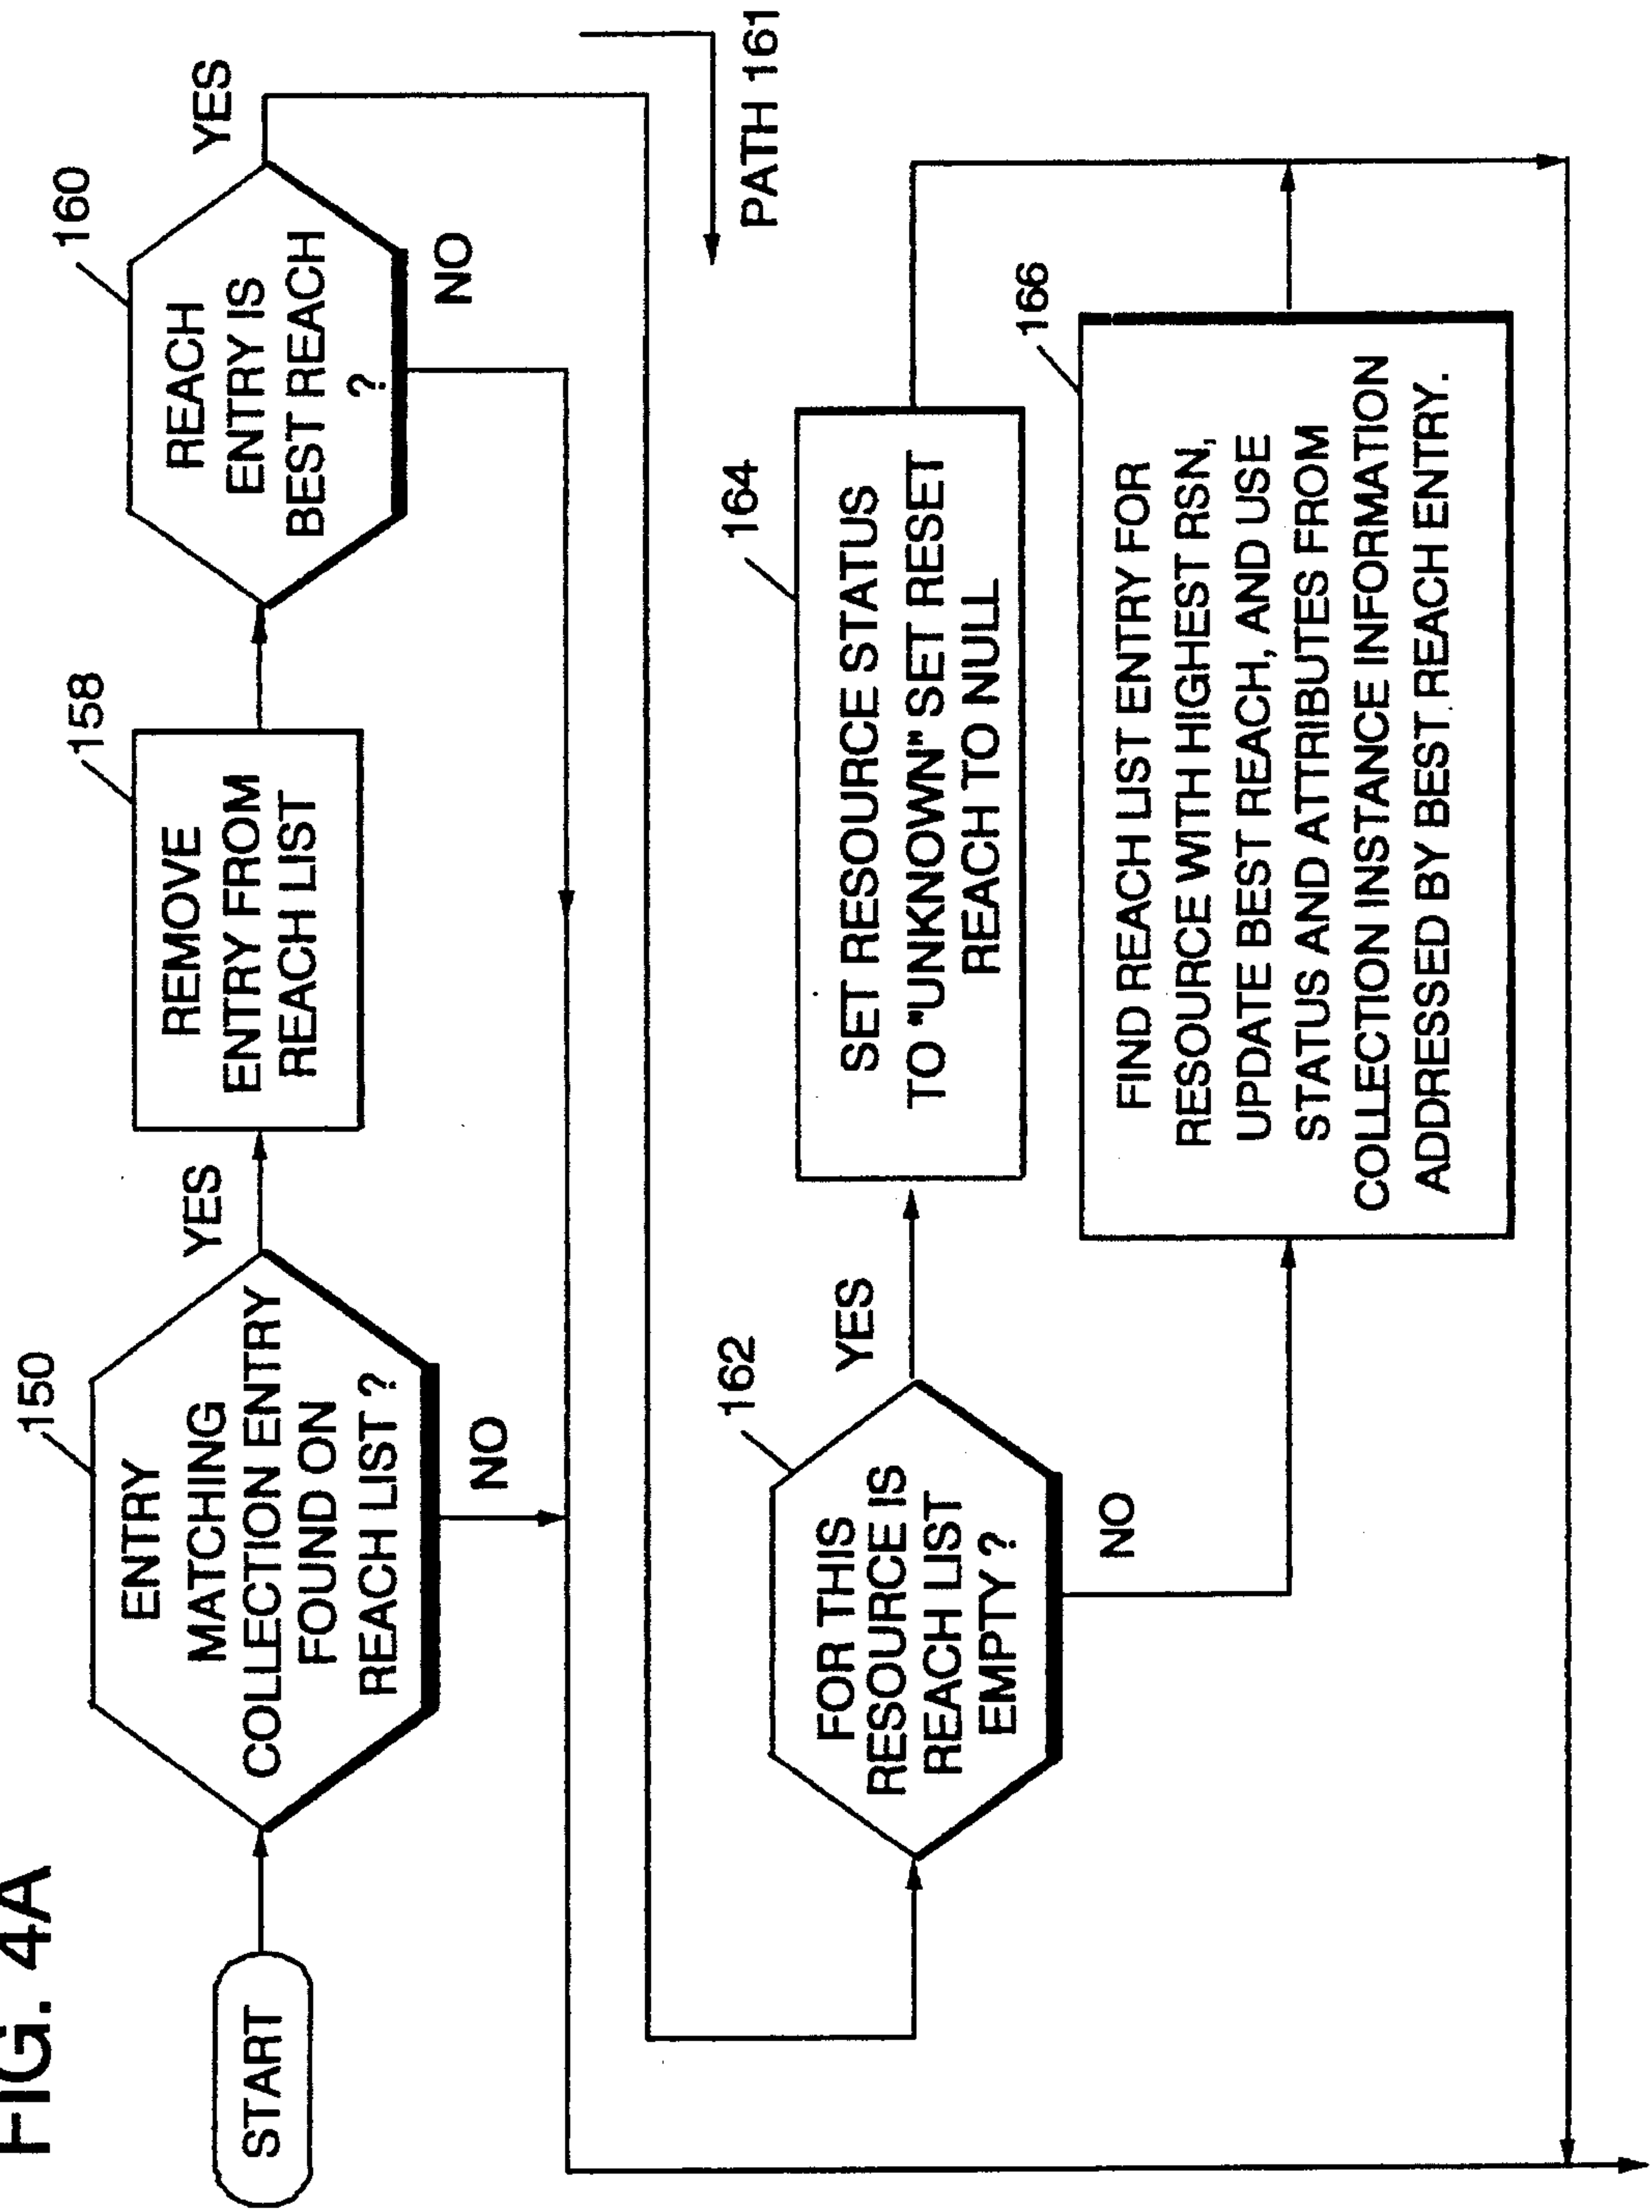 FIG. 4A
START
150
ENTRY
MATCHING
COLLECTION ENTRY
FOUND ON
REACH LIST ?
YES
NO
158
REMOVE
ENTRY FROM
REACH LIST
160
REACH
ENTRY IS
BEST REACH
?
YES
NO
PATH 161
162
FOR THIS
RESOURCE IS
REACH LIST
EMPTY ?
YES
NO
164
SET RESOURCE STATUS
TO "UNKNOWN" SET RESET
REACH TO NULL
166
FIND REACH LIST ENTRY FOR
RESOURCE WITH HIGHEST RSN,
UPDATE BEST REACH, AND USE
STATUS AND ATTRIBUTES FROM
COLLECTION INSTANCE INFORMATION
ADDRESSED BY BEST REACH ENTRY.